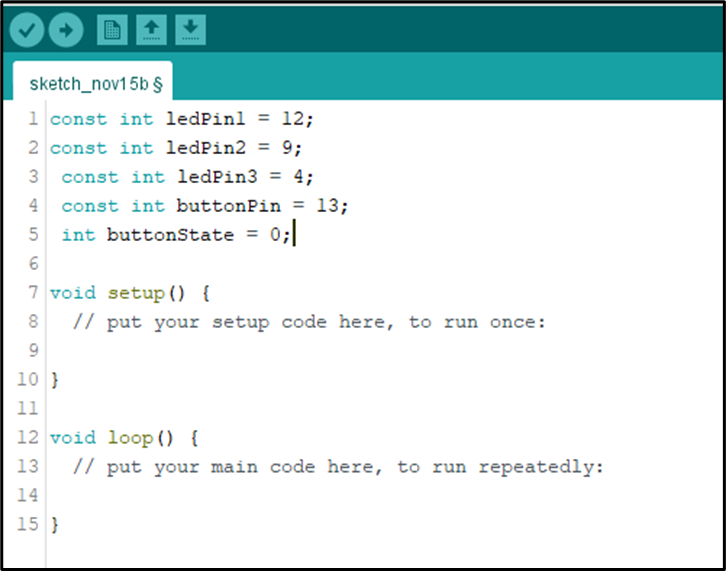 sketch_nov15b §
1 const int ledPin1 = 12;
2 const int ledPin2 = 9;
3  const int ledPin3 = 4;
4  const int buttonPin = 13;
5  int buttonState = 0;
6
7 void setup() {
8   // put your setup code here, to run once:
9
10 }
11
12 void loop() {
13   // put your main code here, to run repeatedly:
14
15 }